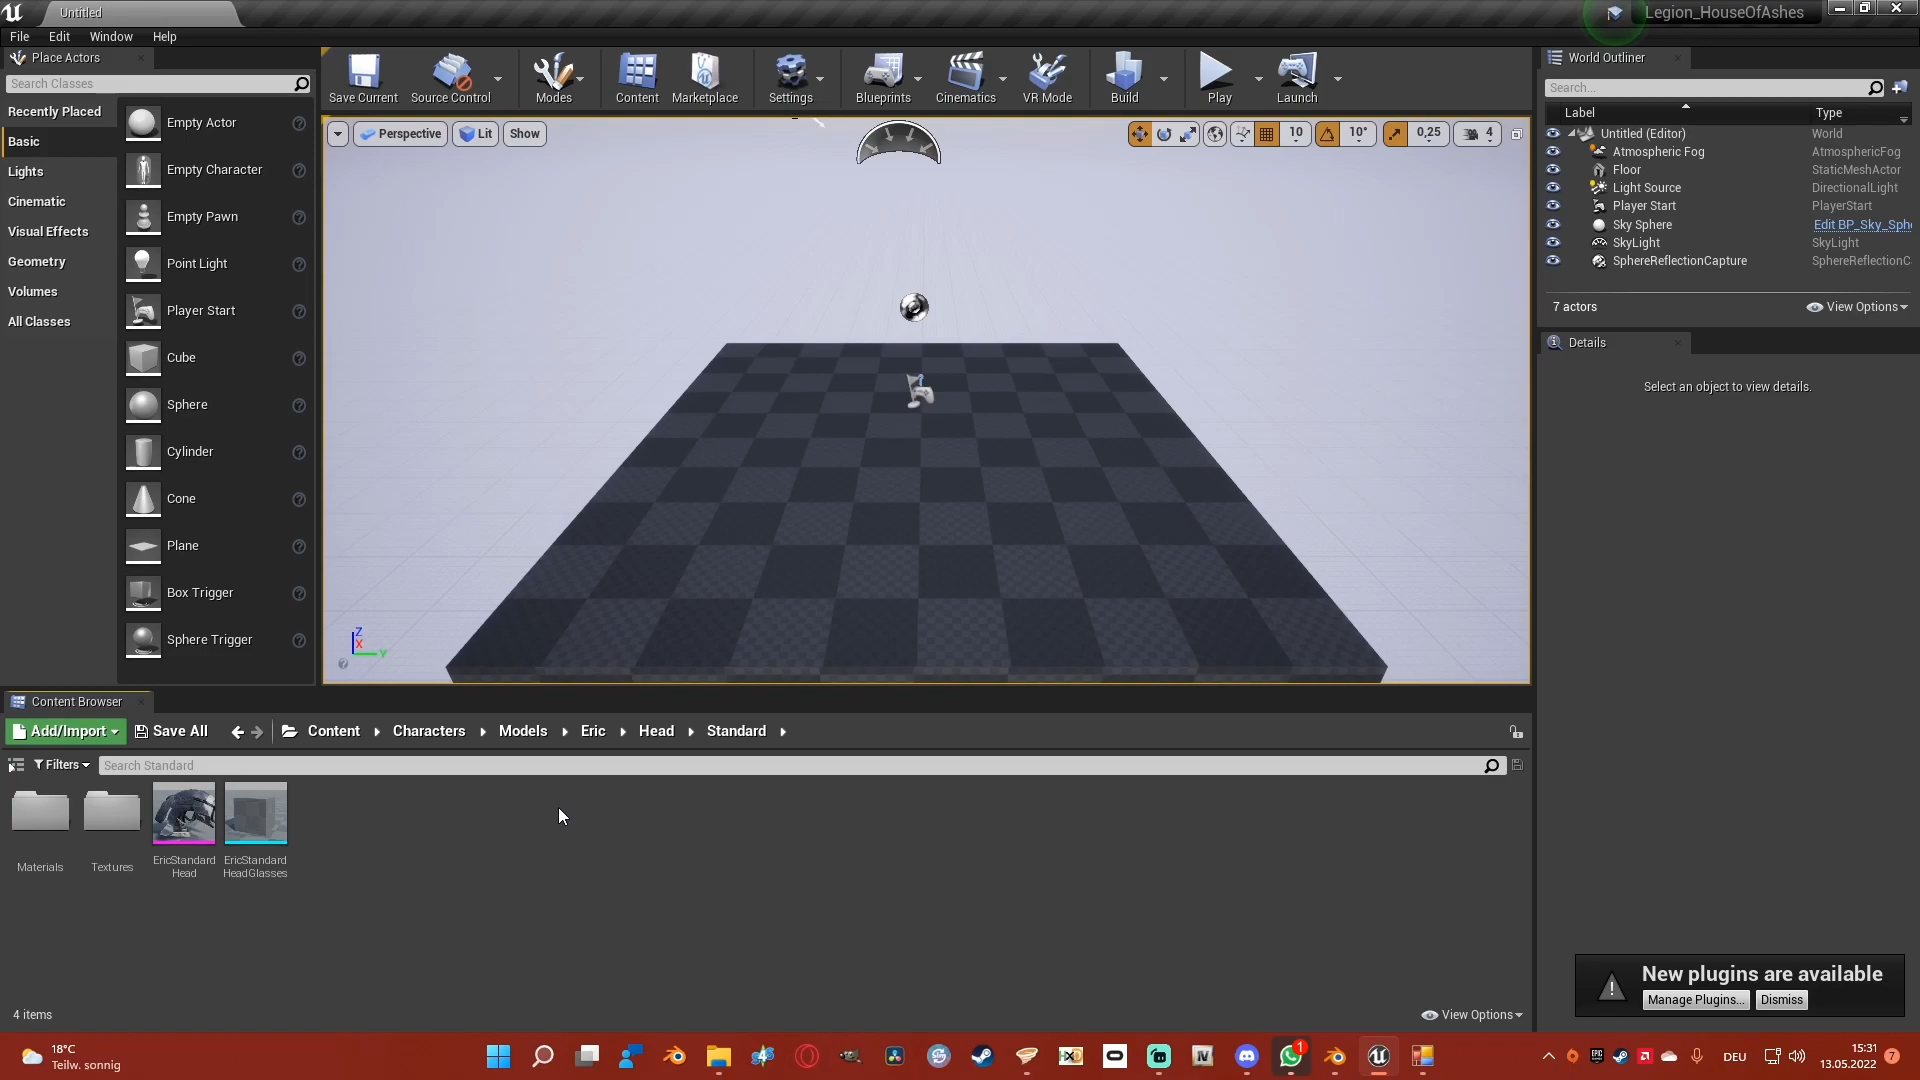 Untitled
Legion_HouseOfAshes
File Edit Window Help
Place Actors
Search Classes
Recently Placed
Basic
Lights
Cinematic
Visual Effects
Geometry
Volumes
All Classes
Empty Actor
Empty Character
Empty Pawn
Point Light
Player Start
Cube
Sphere
Cylinder
Cone
Plane
Box Trigger
Sphere Trigger
Save Current
Source Control
Modes
Content
Marketplace
Settings
Blueprints
Cinematics
VR Mode
Build
Play
Launch
Perspective
Lit
Show
10
10°
0,25
4
Z
X
Y
World Outliner
Search...
Label Type
Untitled (Editor) World
Atmospheric Fog AtmosphericFog
Floor StaticMeshActor
Light Source DirectionalLight
Player Start PlayerStart
Sky Sphere Edit BP_Sky_Sph
SkyLight SkyLight
SphereReflectionCapture SphereReflectionC
7 actors
View Options
Details
Select an object to view details.
Content Browser
Add/Import
Save All
Content Characters Models Eric Head Standard
Filters
Search Standard
Materials
Textures
EricStandard
Head
EricStandard
HeadGlasses
4 items
View Options
New plugins are available
Manage Plugins...
Dismiss
18°C
Teilw. sonnig
1
DEU
15:31
13.05.2022
7